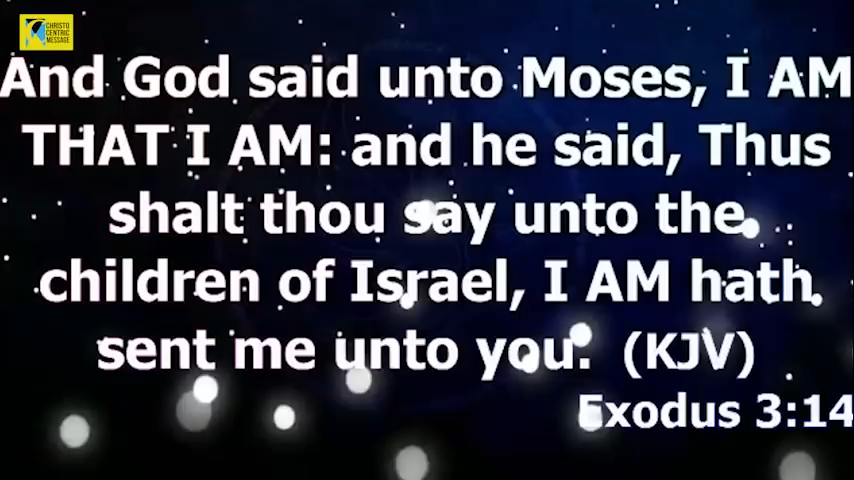 CHRISTO
CENTRIC
MESSAGE
And God said unto Moses, I AM
THAT I AM: and he said, Thus
shalt thou say unto the
children of Israel, I AM hath
sent me unto you. (KJV)
Exodus 3:14